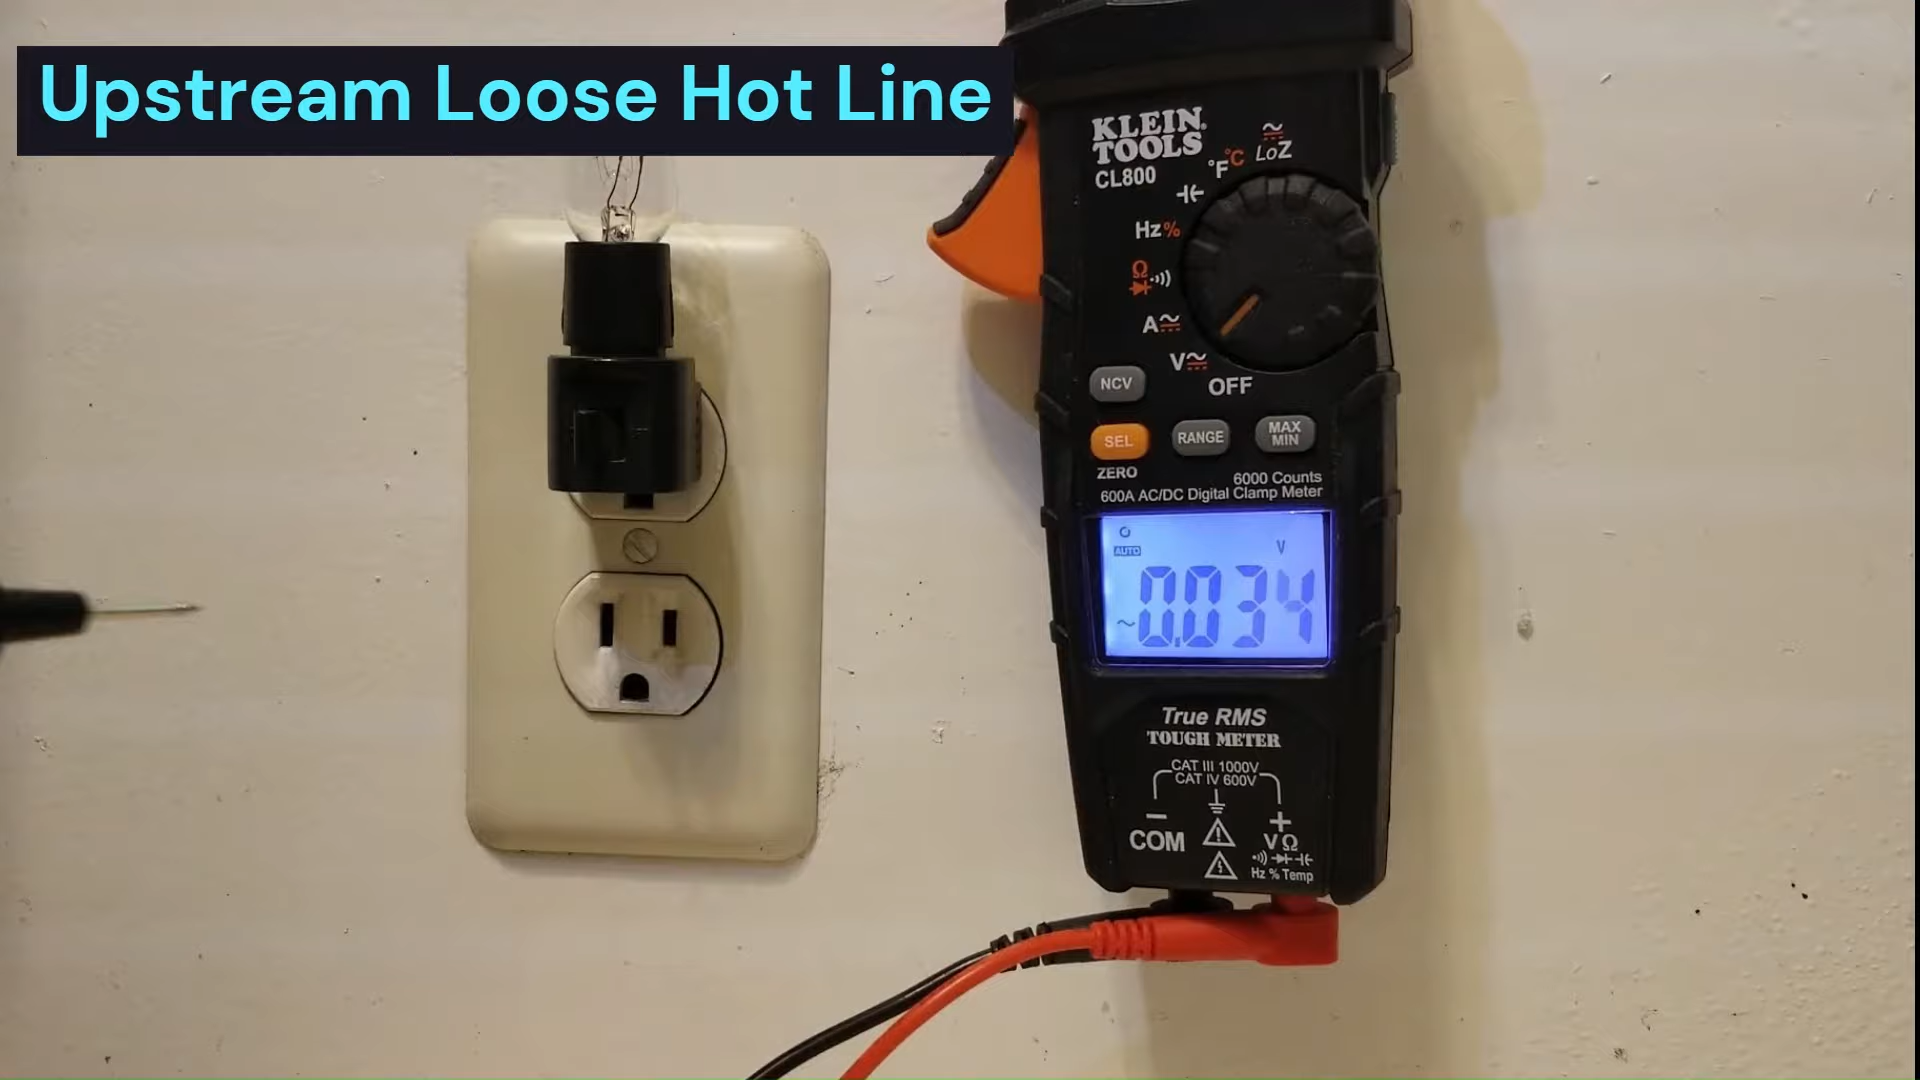 Upstream Loose Hot Line
KLEIN
TOOLS®
CL800
°F°C LoZ
Hz%
Ω
A
V
OFF
NCV
SEL
RANGE
MAX
MIN
ZERO
6000 Counts
600A AC/DC Digital Clamp Meter
AUTO
V
~0.034
True RMS
TOUGH METER
CAT III 1000V
CAT IV 600V
− +
COM
VΩ
Hz % Temp